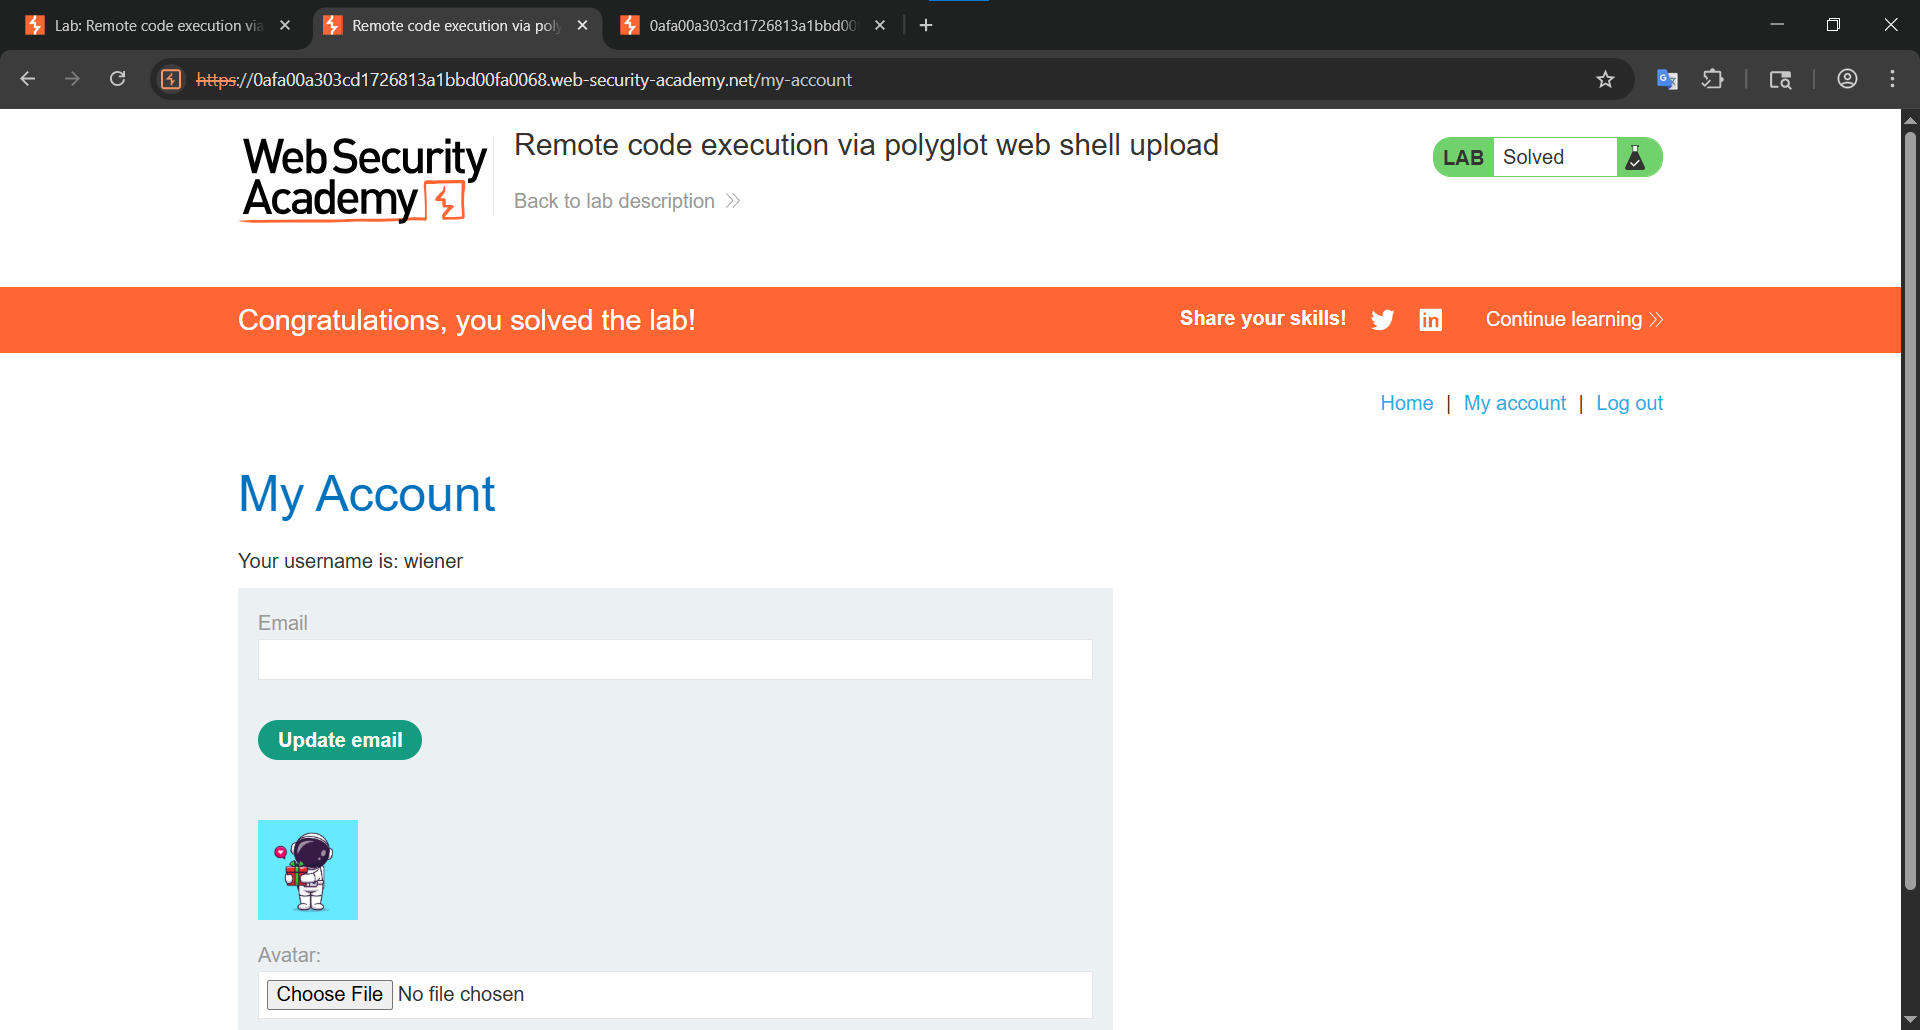 Lab: Remote code execution via
Remote code execution via poly
0afa00a303cd1726813a1bbd00
https://0afa00a303cd1726813a1bbd00fa0068.web-security-academy.net/my-account
Web Security
Academy
Remote code execution via polyglot web shell upload
Back to lab description
LAB Solved
Congratulations, you solved the lab!
Share your skills!
Continue learning
Home | My account | Log out
My Account
Your username is: wiener
Email
Update email
Avatar:
Choose File No file chosen